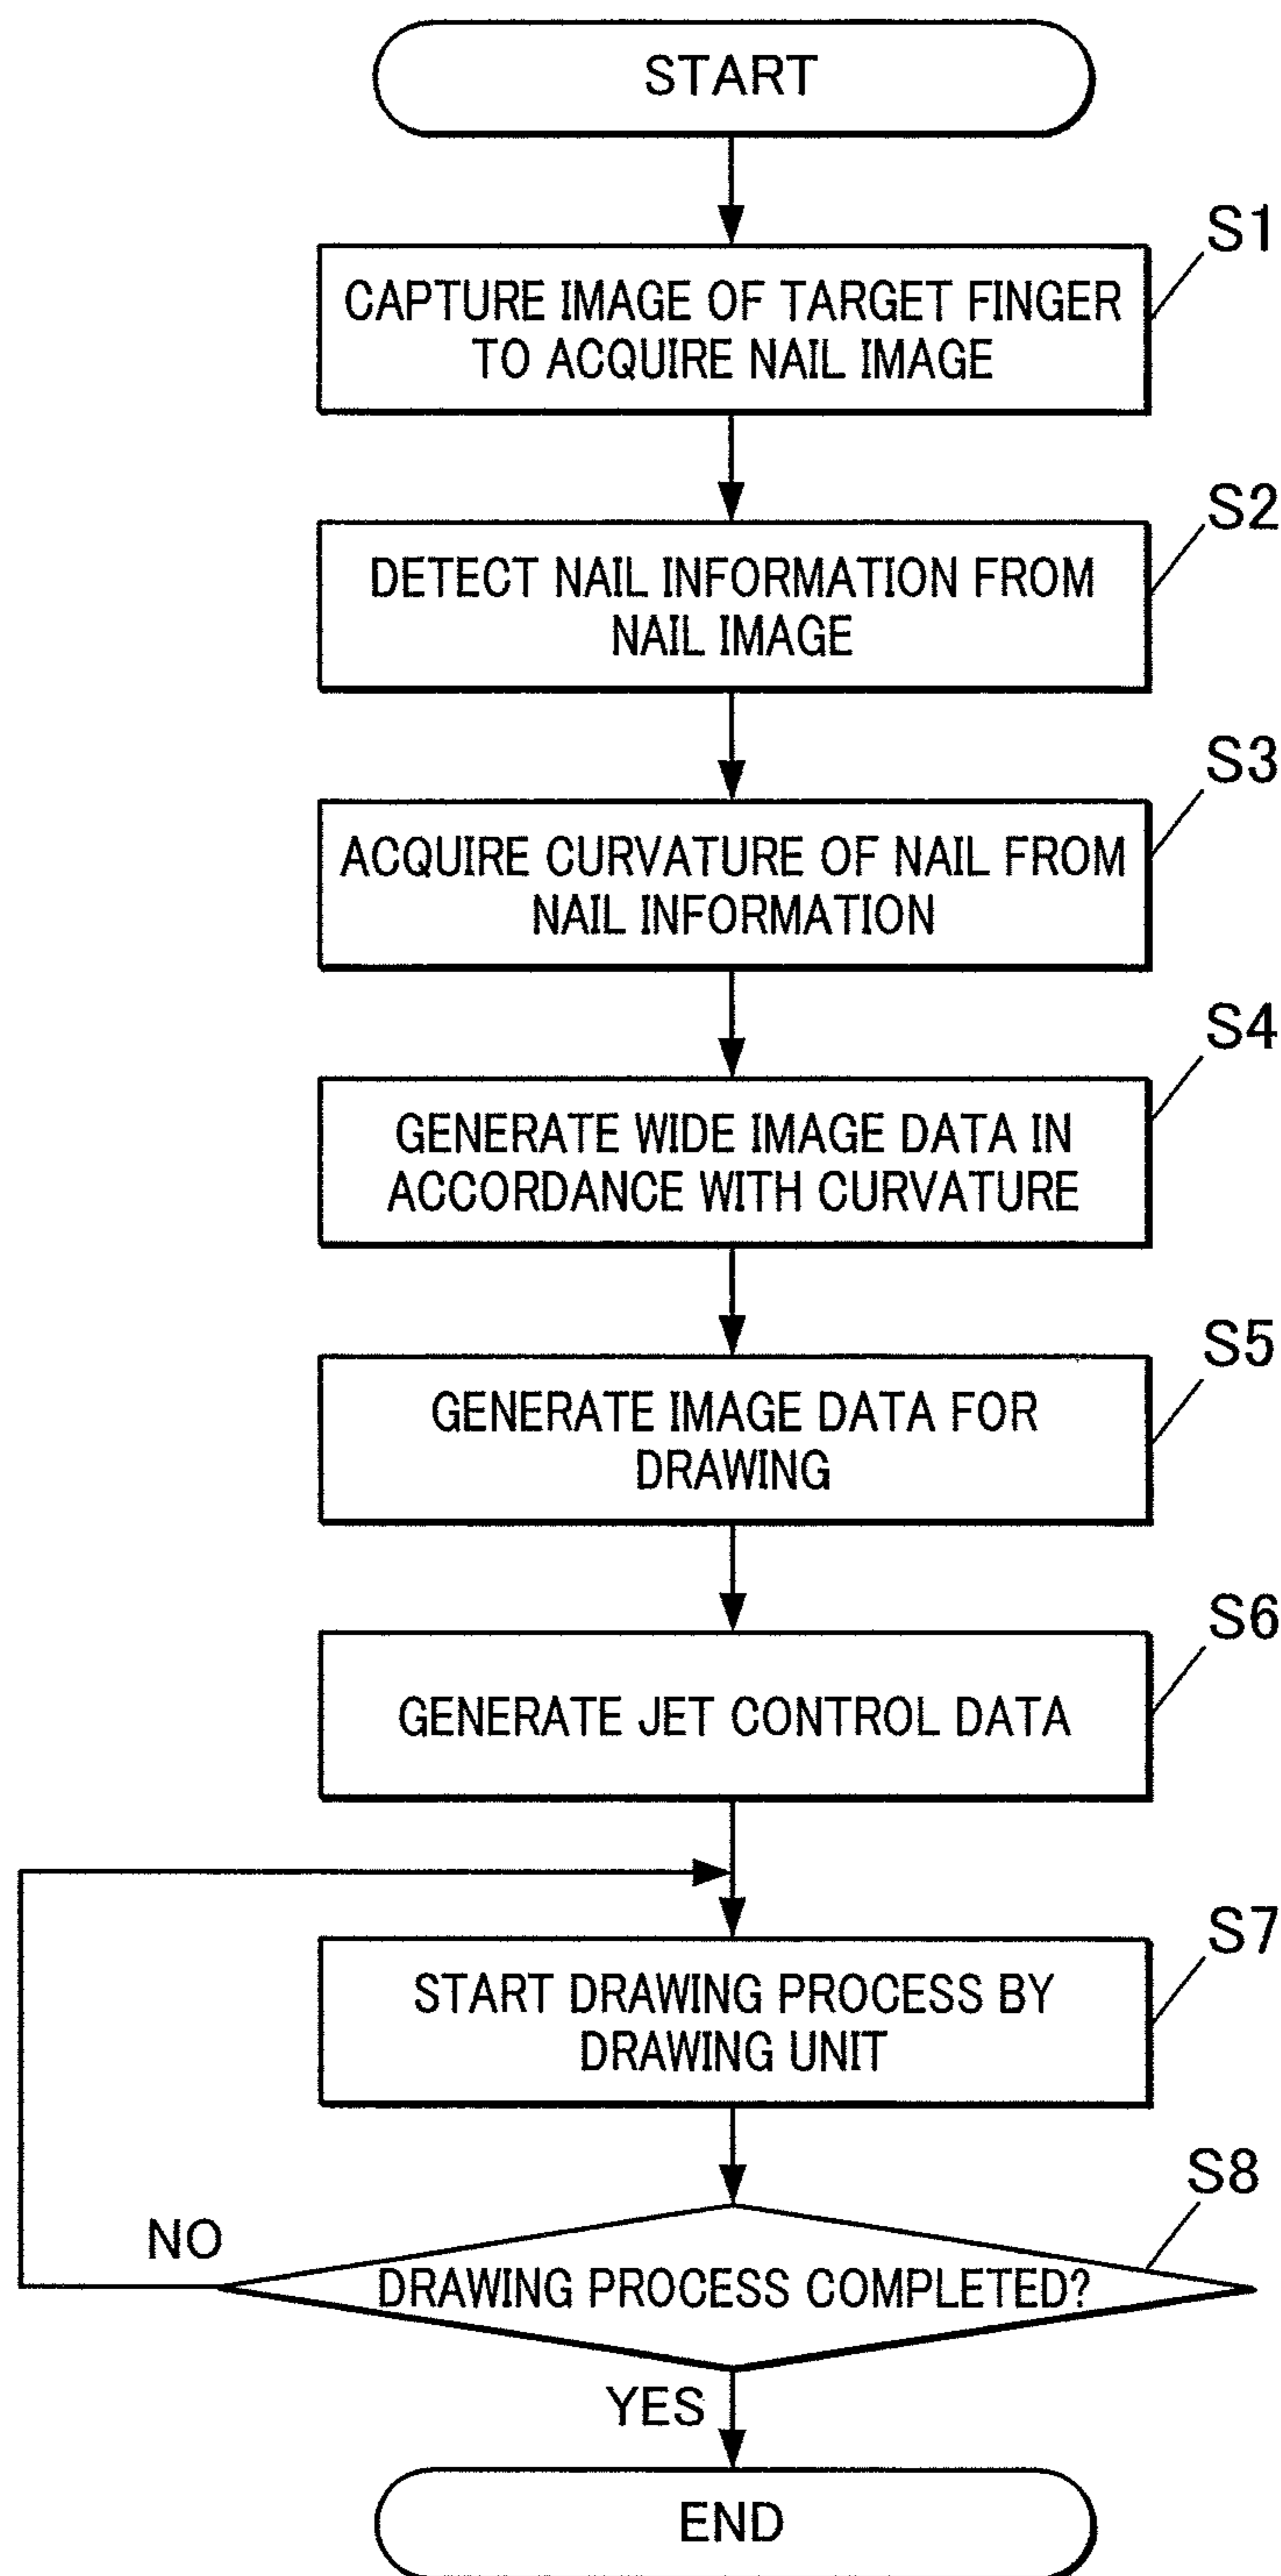 START
S1
CAPTURE IMAGE OF TARGET FINGER
TO ACQUIRE NAIL IMAGE
S2
DETECT NAIL INFORMATION FROM
NAIL IMAGE
S3
ACQUIRE CURVATURE OF NAIL FROM
NAIL INFORMATION
S4
GENERATE WIDE IMAGE DATA IN
ACCORDANCE WITH CURVATURE
S5
GENERATE IMAGE DATA FOR
DRAWING
S6
GENERATE JET CONTROL DATA
S7
START DRAWING PROCESS BY
DRAWING UNIT
S8
NO
DRAWING PROCESS COMPLETED?
YES
END